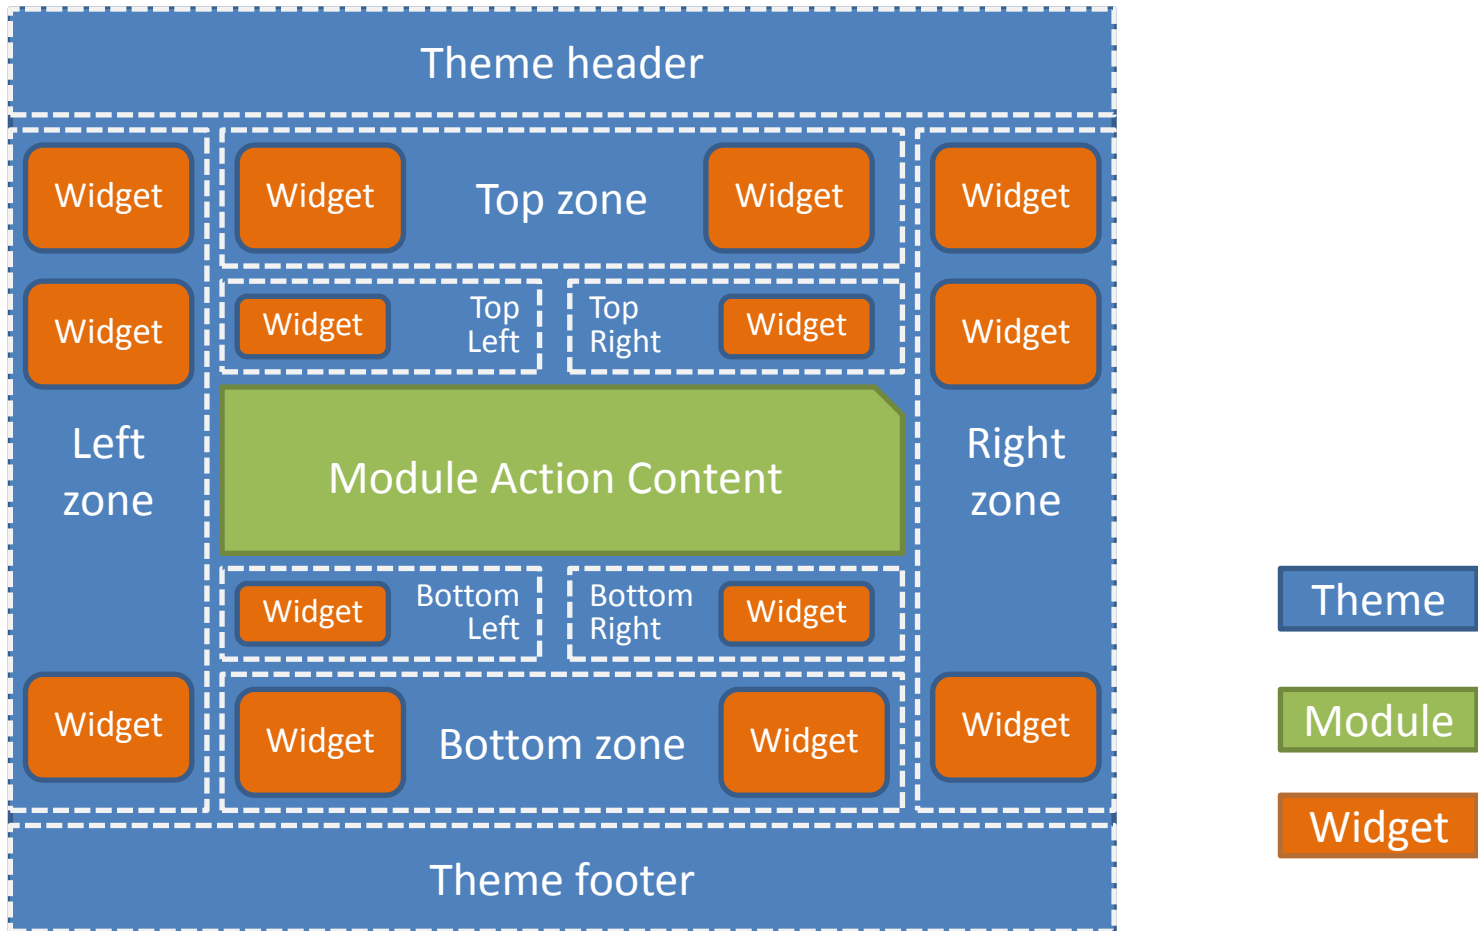 Theme header
Widget
Widget
Top zone
Widget
Widget
Widget
Widget
Top
Left
Top
Right
Widget
Widget
Left
zone
Module Action Content
Right
zone
Widget
Bottom
Left
Bottom
Right
Widget
Widget
Widget
Bottom zone
Widget
Widget
Theme footer
Theme
Module
Widget